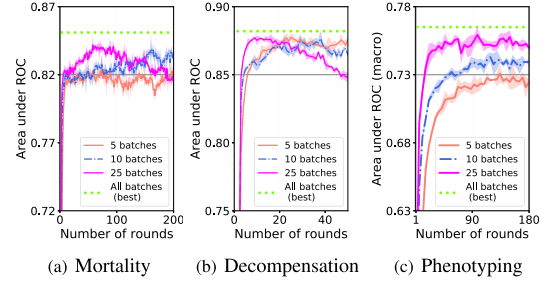 Area under ROC
0.87
0.82
0.77
0.72
0
100
200
Number of rounds
5 batches
10 batches
25 batches
All batches
(best)
(a) Mortality
Area under ROC
0.90
0.85
0.80
0.75
0
20
40
Number of rounds
5 batches
10 batches
25 batches
All batches
(best)
(b) Decompensation
Area under ROC (macro)
0.78
0.73
0.68
0.63
1
90
180
Number of rounds
5 batches
10 batches
25 batches
All batches
(best)
(c) Phenotyping